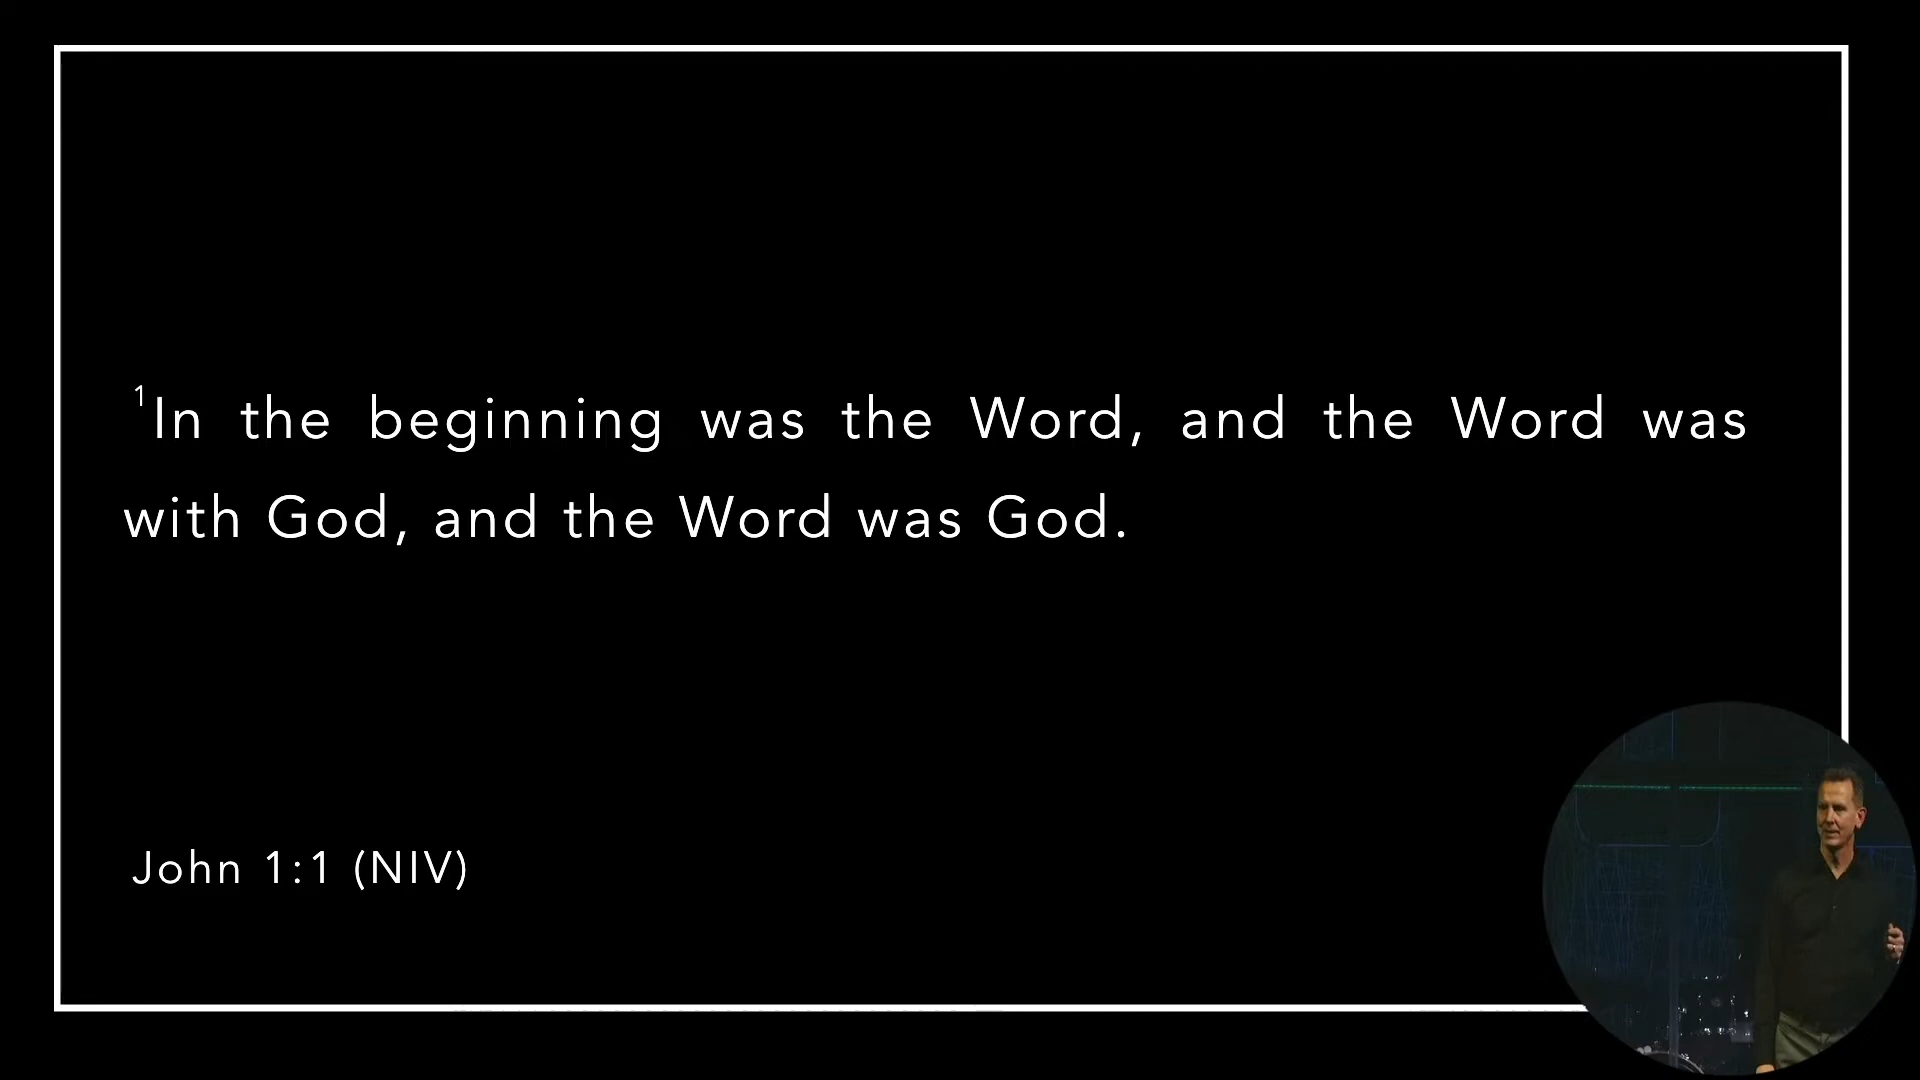 ¹In the beginning was the Word, and the Word was
with God, and the Word was God.
John 1:1 (NIV)